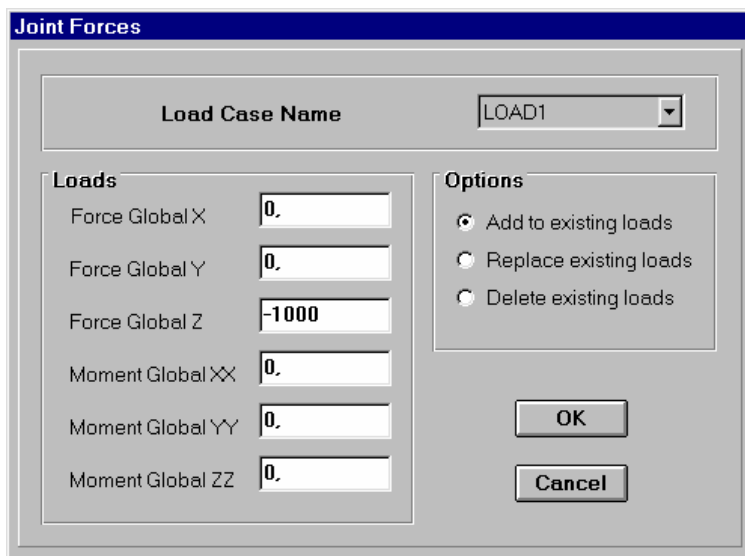 Joint Forces
Load Case Name
LOAD1
Loads
Force Global X
0,
Force Global Y
0,
Force Global Z
-1000
Moment Global XX
0,
Moment Global YY
0,
Moment Global ZZ
0,
Options
Add to existing loads
Replace existing loads
Delete existing loads
OK
Cancel